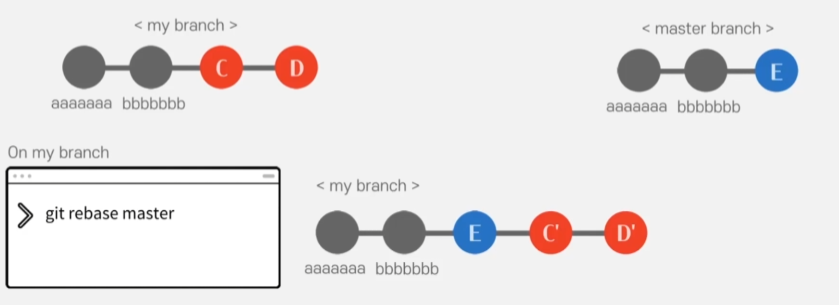 < my branch >
C D
aaaaaaa bbbbbbb
< master branch >
E
aaaaaaa bbbbbbb
On my branch
git rebase master
< my branch >
E C' D'
aaaaaaa bbbbbbb